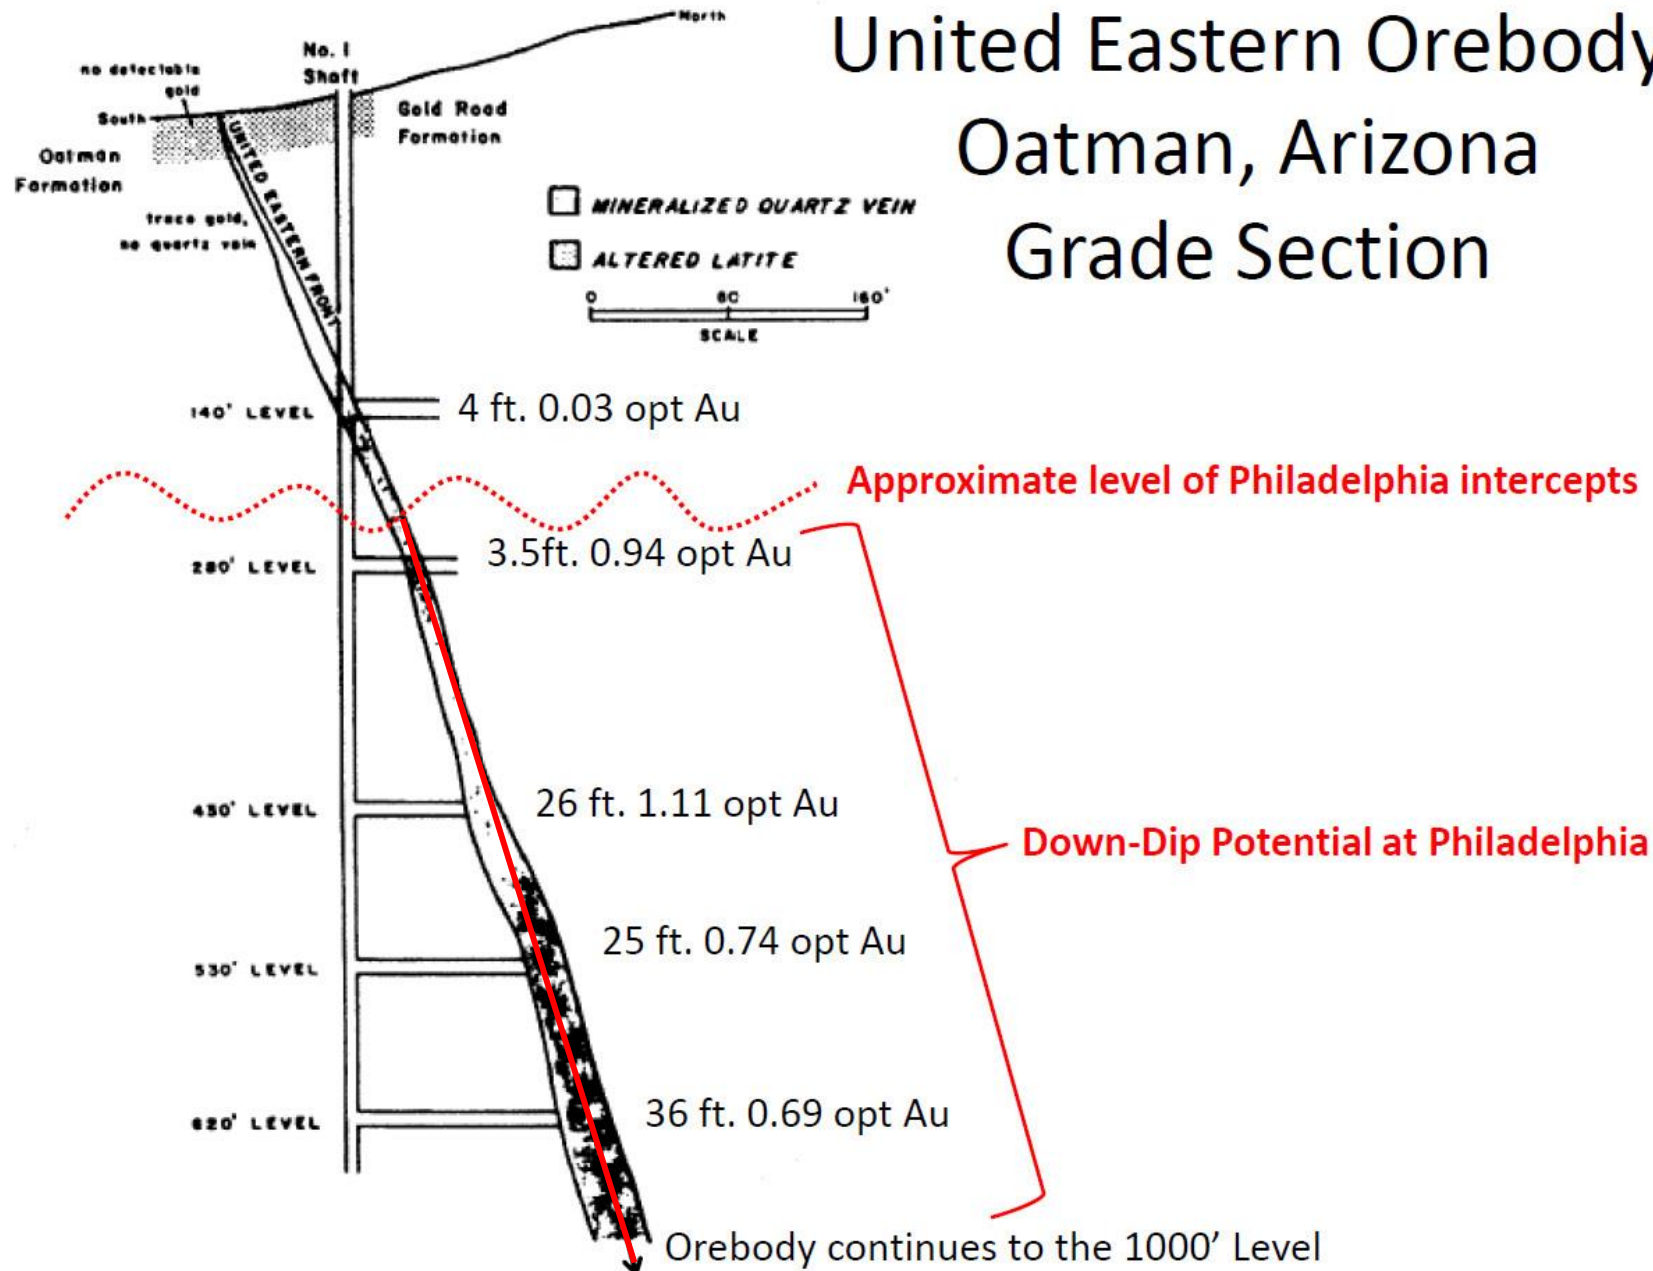 United Eastern Orebody
Oatman, Arizona
Grade Section
North
No. 1
Shaft
no detectable
gold
South
Gold Road
Formation
Oatman
Formation
UNITED EASTERN FRONT
trace gold,
no quartz vein
MINERALIZED QUARTZ VEIN
ALTERED LATITE
0 80 160'
SCALE
140' LEVEL
4 ft. 0.03 opt Au
Approximate level of Philadelphia intercepts
280' LEVEL
3.5ft. 0.94 opt Au
430' LEVEL
26 ft. 1.11 opt Au
Down-Dip Potential at Philadelphia
530' LEVEL
25 ft. 0.74 opt Au
620' LEVEL
36 ft. 0.69 opt Au
Orebody continues to the 1000’ Level